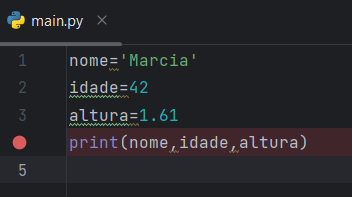 main.py
1 nome='Marcia'
2 idade=42
3 altura=1.61
print(nome,idade,altura)
5